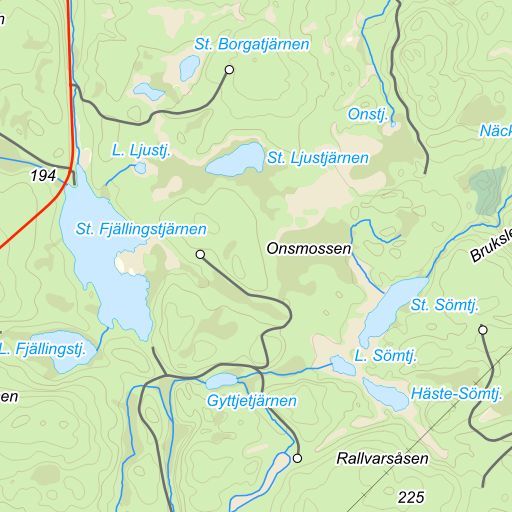 St. Borgatjärnen
Onstj.
L. Ljustj.
St. Ljustjärnen
194
St. Fjällingstjärnen
Onsmossen
St. Sömtj.
L. Fjällingstj.
L. Sömtj.
Gyttjetjärnen
Häste-Sömtj.
Rallvarsåsen
225